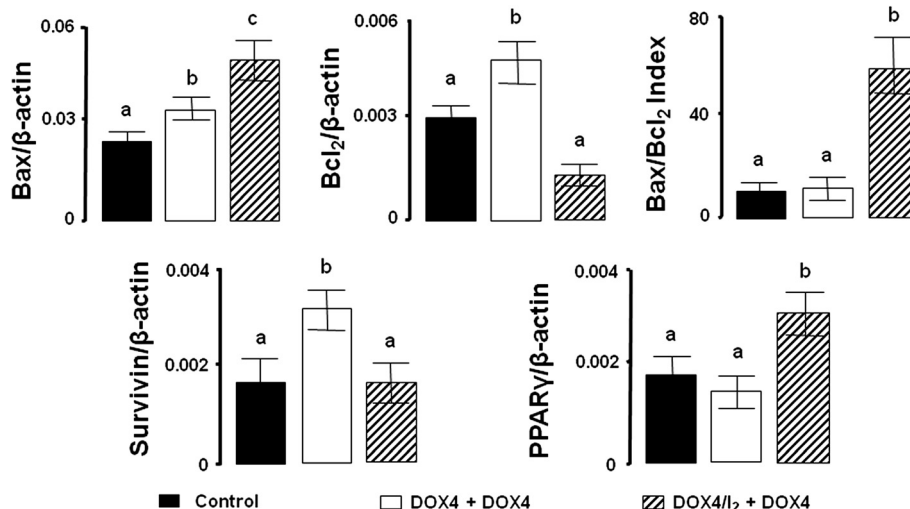 0.06
0.03
0
Bax/β-actin
a
b
c
0.006
0.003
0
Bcl₂/β-actin
a
b
a
80
40
0
Bax/Bcl₂ Index
a
a
b
0.004
0.002
0
Survivin/β-actin
a
b
a
0.004
0.002
0
PPARγ/β-actin
a
a
b
Control
DOX4 + DOX4
DOX4/I₂ + DOX4